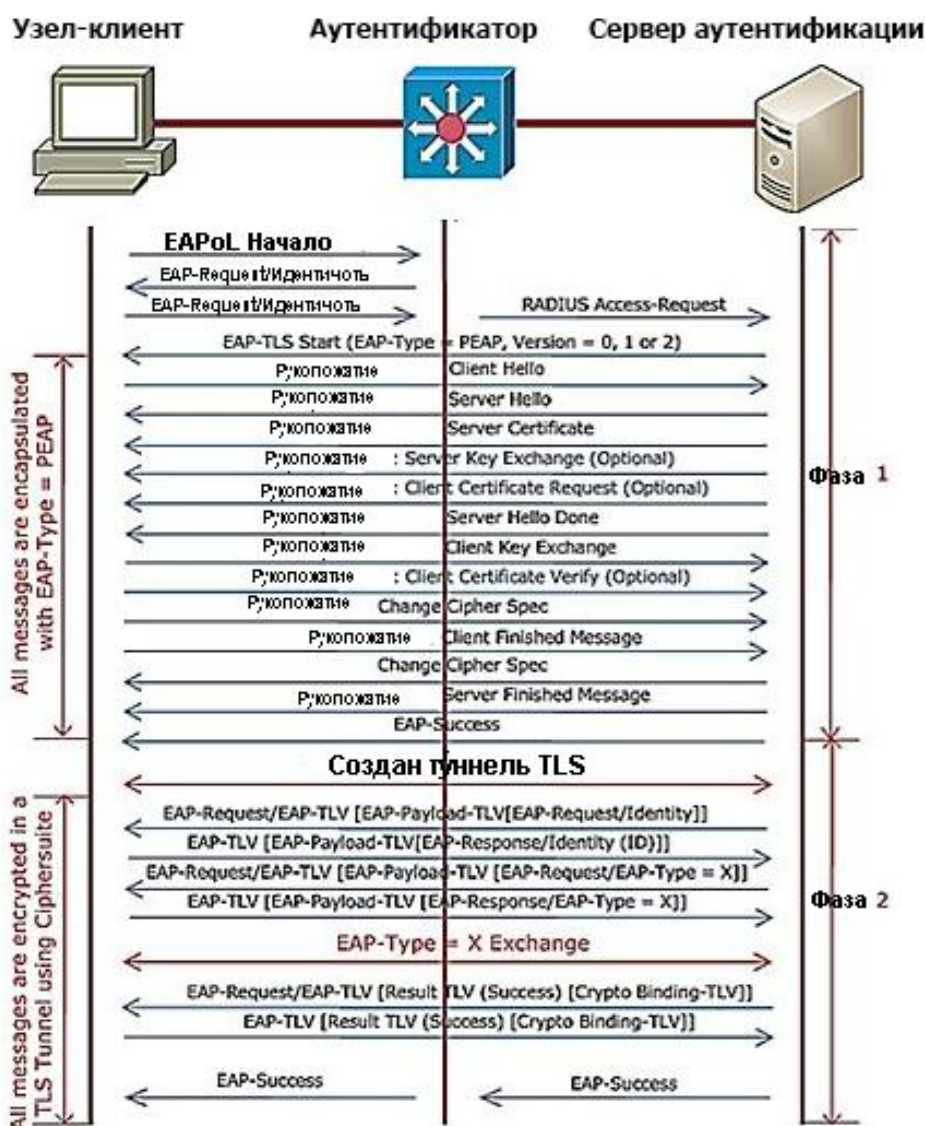 Узел-клиент Аутентификатор Сервер аутентификации
EAPoL Начало
EAP-Request/Идентичоть
EAP-Request/Идентичоть RADIUS Access-Request
EAP-TLS Start (EAP-Type = PEAP, Version = 0, 1 or 2)
Рукопожатие Client Hello
Рукопожатие Server Hello
Рукопожатие Server Certificate
Рукопожатие : Server Key Exchange (Optional)
Рукопожатие : Client Certificate Request (Optional)
Рукопожатие Server Hello Done
Рукопожатие Client Key Exchange
Рукопожатие : Client Certificate Verify (Optional)
Рукопожатие Change Cipher Spec
Рукопожатие Client Finished Message
Change Cipher Spec
Рукопожатие Server Finished Message
EAP-Success
All messages are encapsulated
with EAP-Type = PEAP
Фаза 1
Создан туннель TLS
EAP-Request/EAP-TLV [EAP-Payload-TLV[EAP-Request/Identity]]
EAP-TLV [EAP-Payload-TLV[EAP-Response/Identity (ID)]]
EAP-Request/EAP-TLV [EAP-Payload-TLV [EAP-Request/EAP-Type = X]]
EAP-TLV [EAP-Payload-TLV [EAP-Response/EAP-Type = X]]
EAP-Type = X Exchange
EAP-Request/EAP-TLV [Result TLV (Success) [Crypto Binding-TLV]]
EAP-TLV [Result TLV (Success) [Crypto Binding-TLV]]
EAP-Success EAP-Success
All messages are encrypted in a
TLS Tunnel using Ciphersuite
Фаза 2